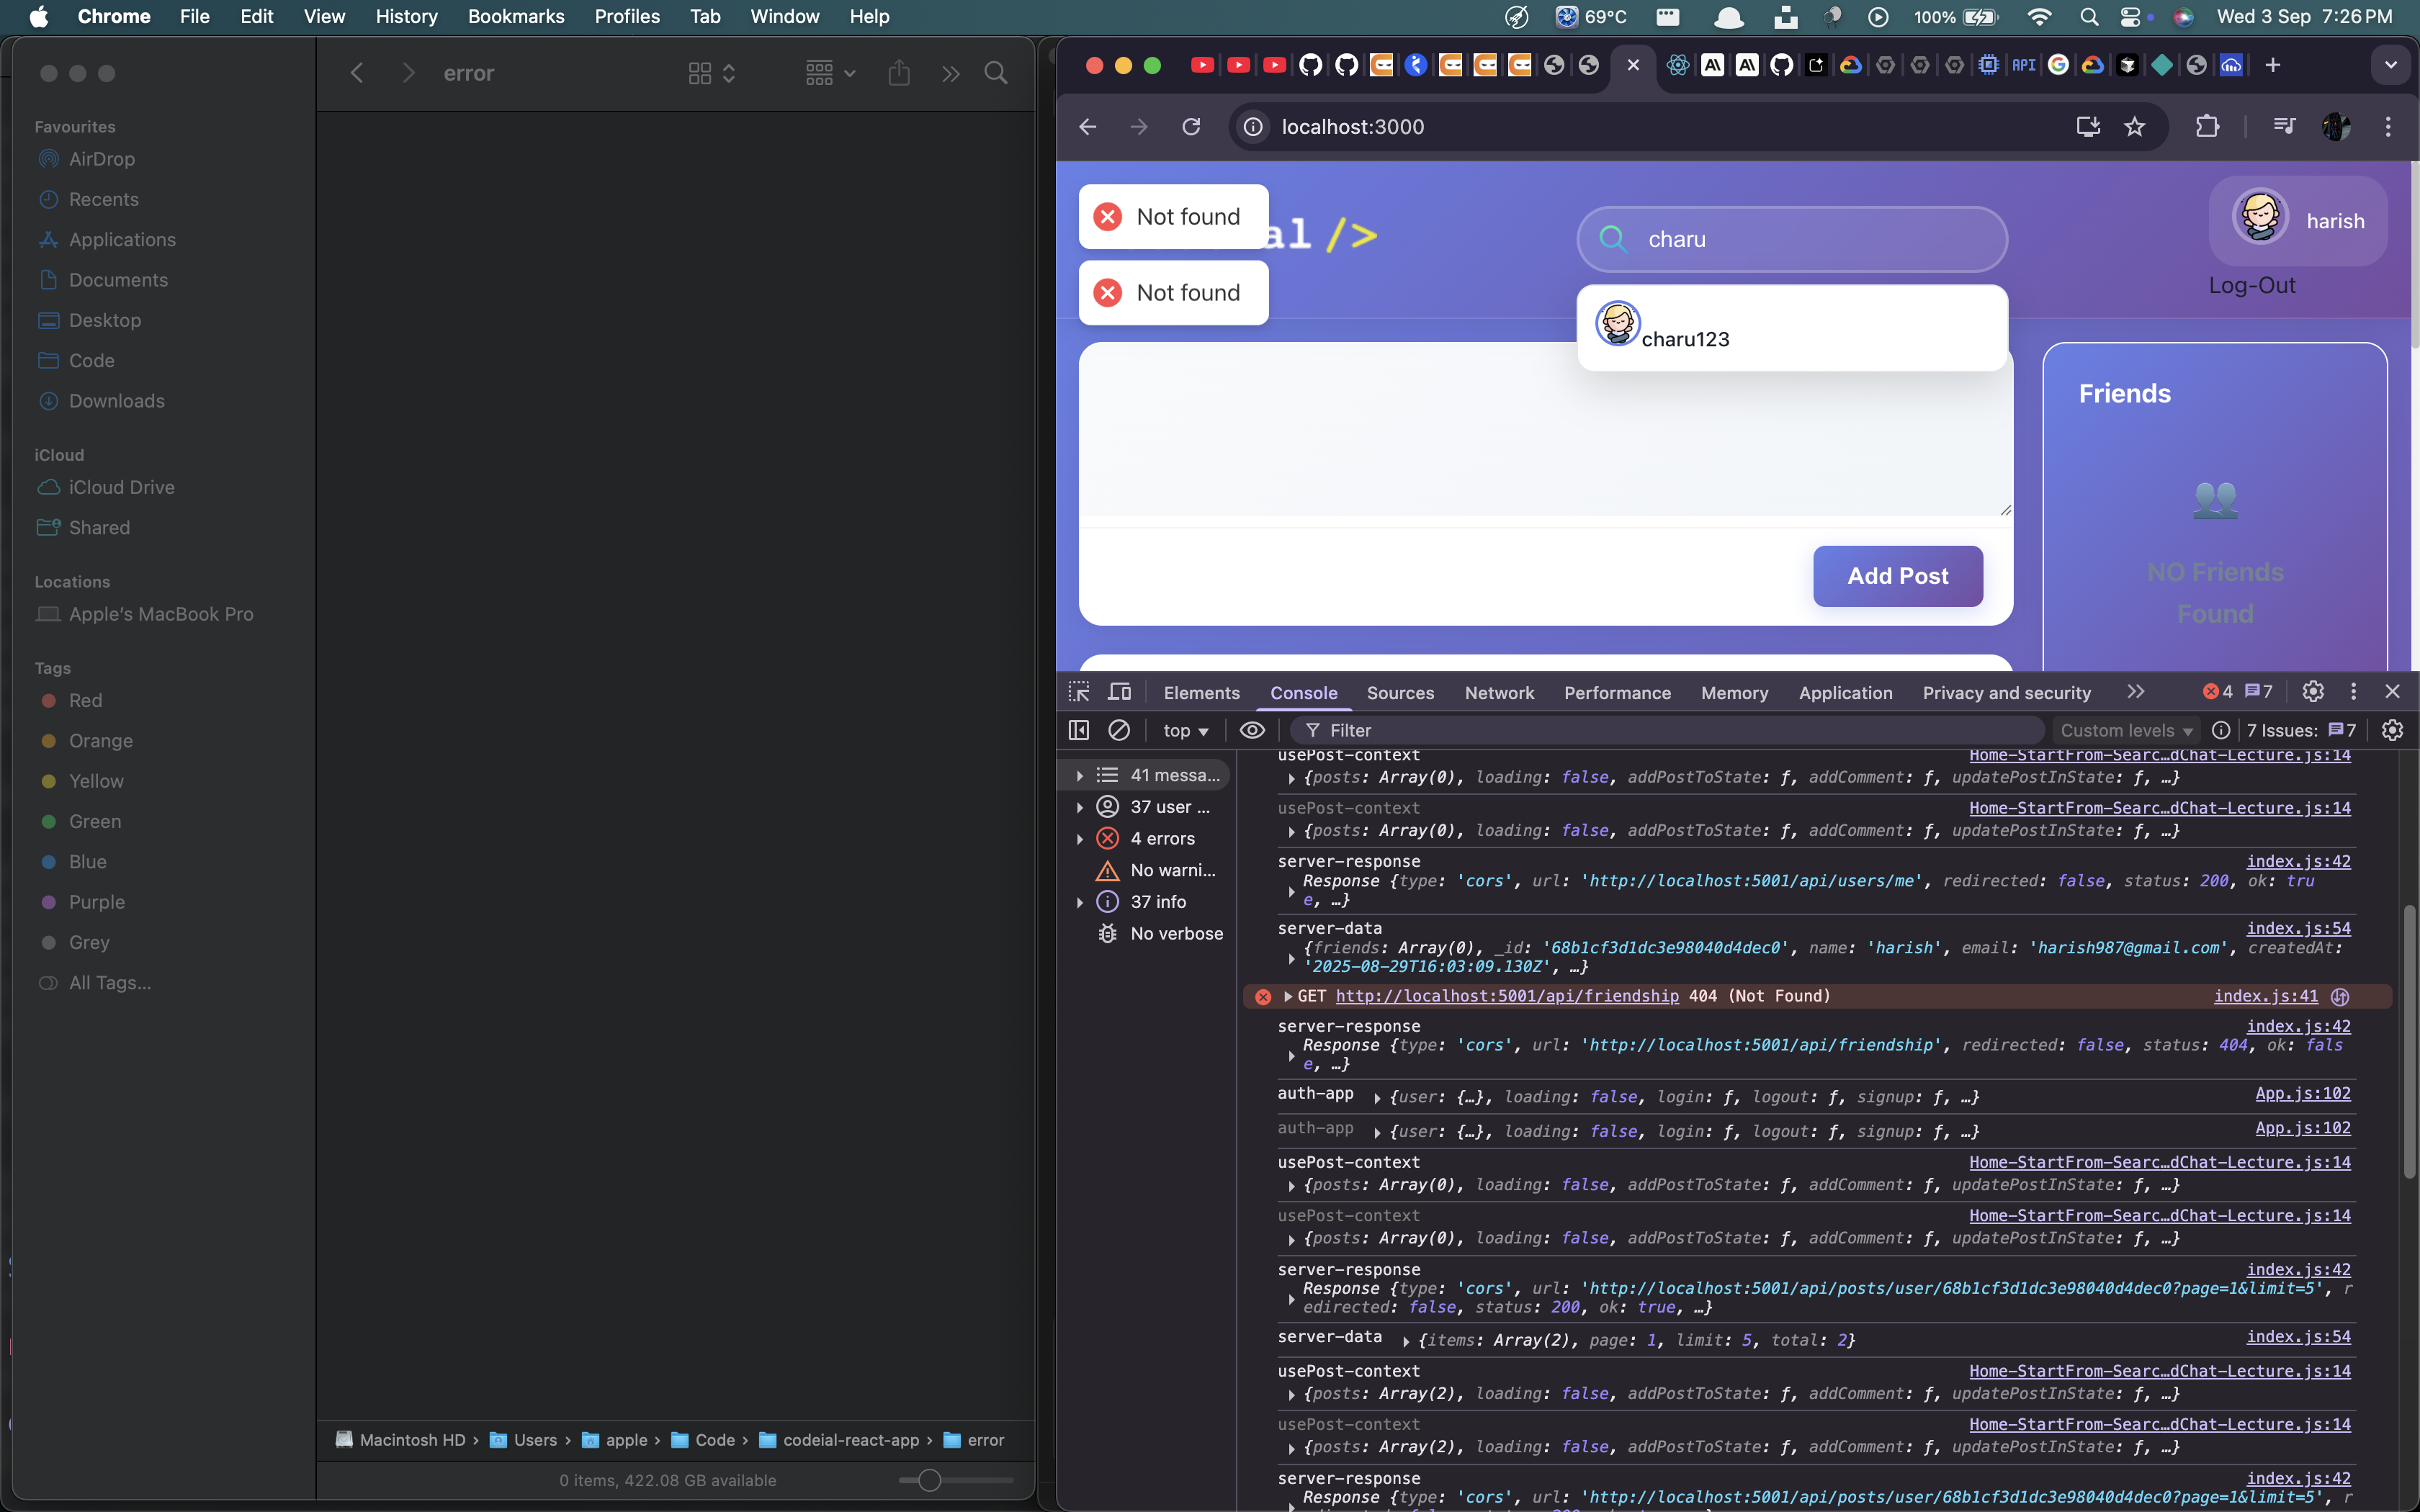 Chrome File Edit View History Bookmarks Profiles Tab Window Help
69°C 100% Wed 3 Sep 7:26 PM
error
Favourites
AirDrop
Recents
Applications
Documents
Desktop
Code
Downloads
iCloud
iCloud Drive
Shared
Locations
Apple's MacBook Pro
Tags
Red
Orange
Yellow
Green
Blue
Purple
Grey
All Tags...
Macintosh HD › Users › apple › Code › codeial-react-app › error
0 items, 422.08 GB available
API
localhost:3000
Not found
Not found
al />
charu
charu123
harish
Log-Out
Add Post
Friends
NO Friends
Found
Elements Console Sources Network Performance Memory Application Privacy and security 4 7
top Filter Custom levels 7 Issues: 7
41 messa...
37 user ...
4 errors
No warni...
37 info
No verbose
usePost-context Home-StartFrom-Searc…dChat-Lecture.js:14
{posts: Array(0), loading: false, addPostToState: ƒ, addComment: ƒ, updatePostInState: ƒ, …}
usePost-context Home-StartFrom-Searc…dChat-Lecture.js:14
{posts: Array(0), loading: false, addPostToState: ƒ, addComment: ƒ, updatePostInState: ƒ, …}
server-response index.js:42
Response {type: 'cors', url: 'http://localhost:5001/api/users/me', redirected: false, status: 200, ok: tru
e, …}
server-data index.js:54
{friends: Array(0), _id: '68b1cf3d1dc3e98040d4dec0', name: 'harish', email: 'harish987@gmail.com', createdAt:
'2025-08-29T16:03:09.130Z', …}
GET http://localhost:5001/api/friendship 404 (Not Found) index.js:41
server-response index.js:42
Response {type: 'cors', url: 'http://localhost:5001/api/friendship', redirected: false, status: 404, ok: fals
e, …}
auth-app {user: {…}, loading: false, login: ƒ, logout: ƒ, signup: ƒ, …} App.js:102
auth-app {user: {…}, loading: false, login: ƒ, logout: ƒ, signup: ƒ, …} App.js:102
usePost-context Home-StartFrom-Searc…dChat-Lecture.js:14
{posts: Array(0), loading: false, addPostToState: ƒ, addComment: ƒ, updatePostInState: ƒ, …}
usePost-context Home-StartFrom-Searc…dChat-Lecture.js:14
{posts: Array(0), loading: false, addPostToState: ƒ, addComment: ƒ, updatePostInState: ƒ, …}
server-response index.js:42
Response {type: 'cors', url: 'http://localhost:5001/api/posts/user/68b1cf3d1dc3e98040d4dec0?page=1&limit=5', r
edirected: false, status: 200, ok: true, …}
server-data {items: Array(2), page: 1, limit: 5, total: 2} index.js:54
usePost-context Home-StartFrom-Searc…dChat-Lecture.js:14
{posts: Array(2), loading: false, addPostToState: ƒ, addComment: ƒ, updatePostInState: ƒ, …}
usePost-context Home-StartFrom-Searc…dChat-Lecture.js:14
{posts: Array(2), loading: false, addPostToState: ƒ, addComment: ƒ, updatePostInState: ƒ, …}
server-response index.js:42
Response {type: 'cors', url: 'http://localhost:5001/api/posts/user/68b1cf3d1dc3e98040d4dec0?page=1&limit=5', r